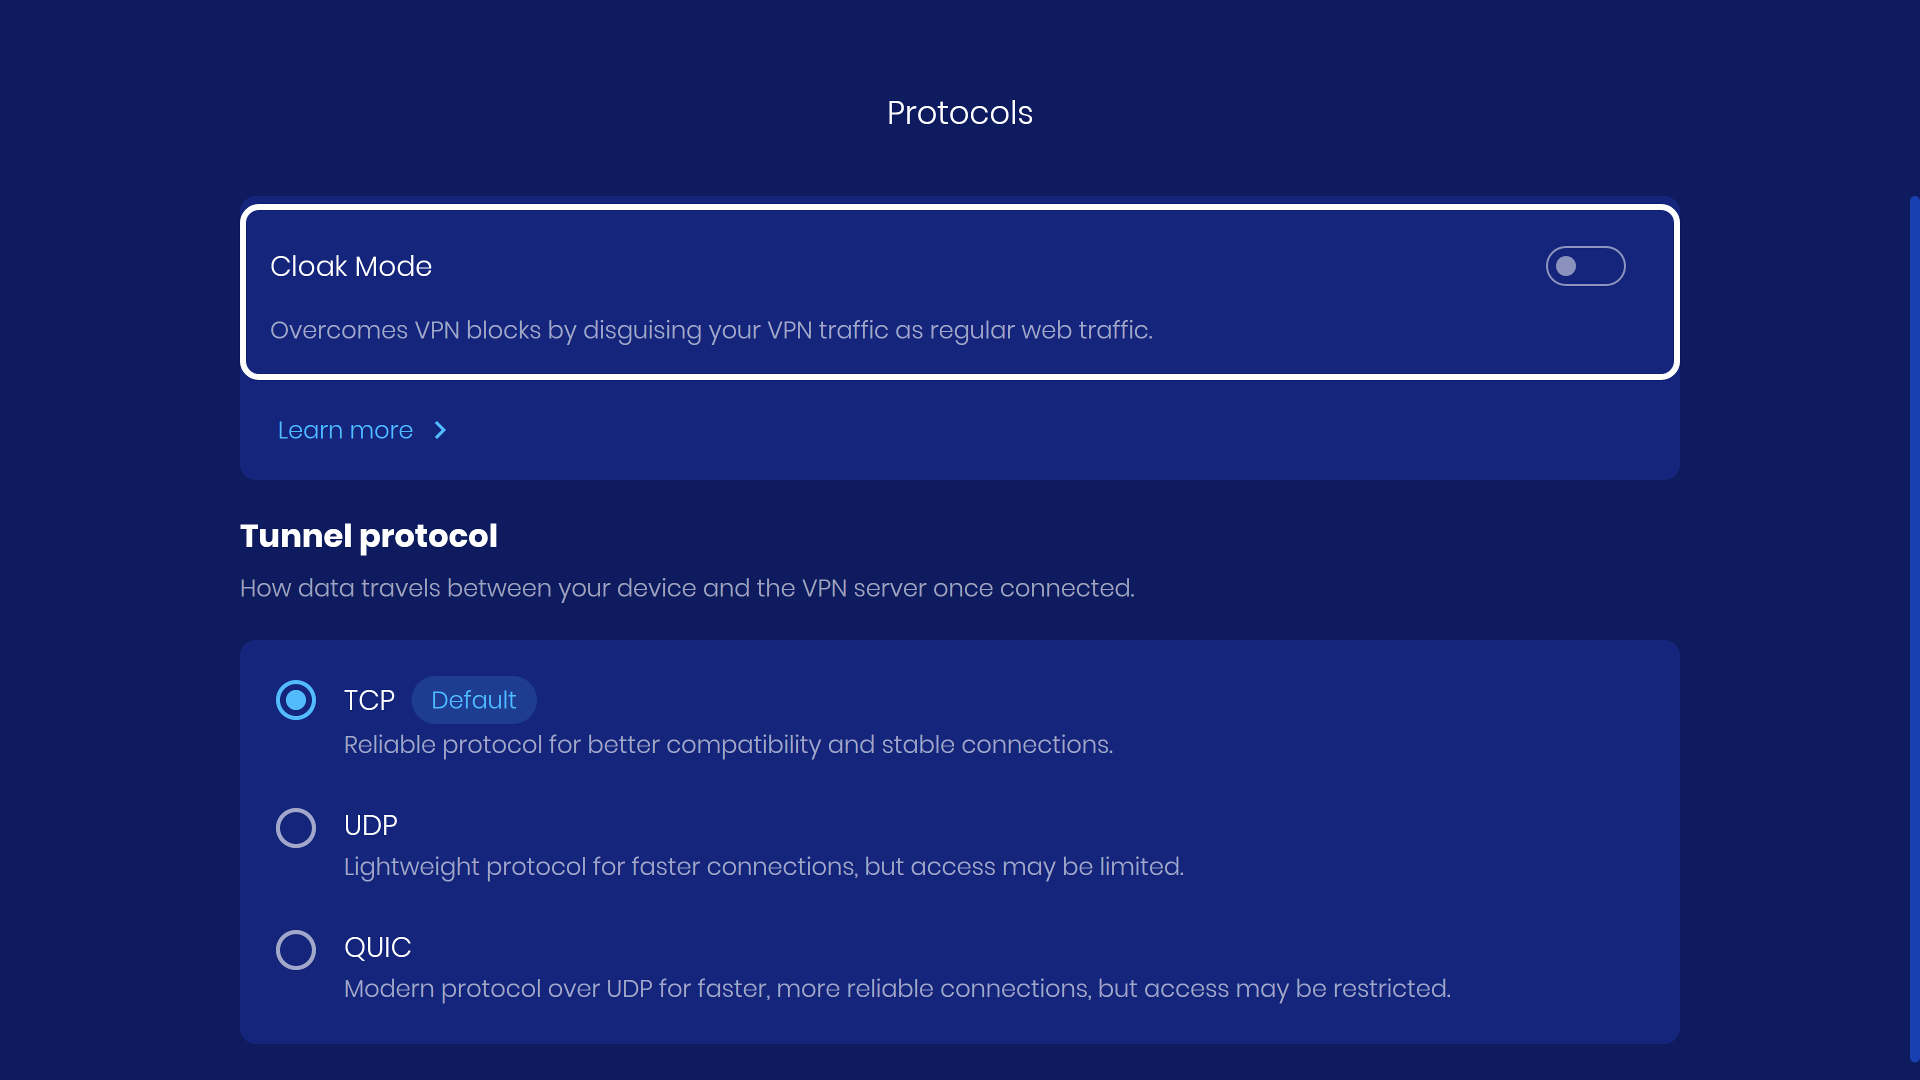 Protocols
Cloak Mode
Overcomes VPN blocks by disguising your VPN traffic as regular web traffic.
Learn more
Tunnel protocol
How data travels between your device and the VPN server once connected.
TCP Default
Reliable protocol for better compatibility and stable connections.
UDP
Lightweight protocol for faster connections, but access may be limited.
QUIC
Modern protocol over UDP for faster, more reliable connections, but access may be restricted.